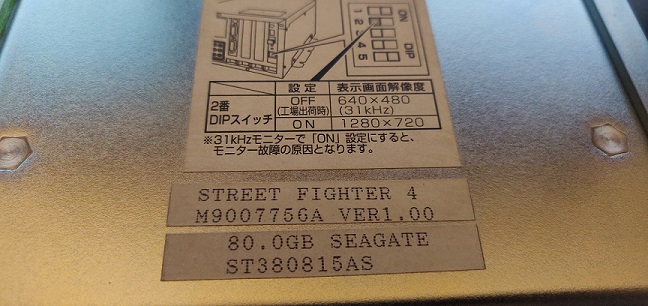 ON
1
2
3
4
5
DIP
設定 表示画面解像度
2番 DIPスイッチ
OFF (工場出荷時) 640×480 (31kHz)
ON 1280×720
※31kHzモニターで「ON」設定にすると、
モニター故障の原因となります。
STREET FIGHTER 4
M9007756A VER1.00
80.0GB SEAGATE
ST380815AS